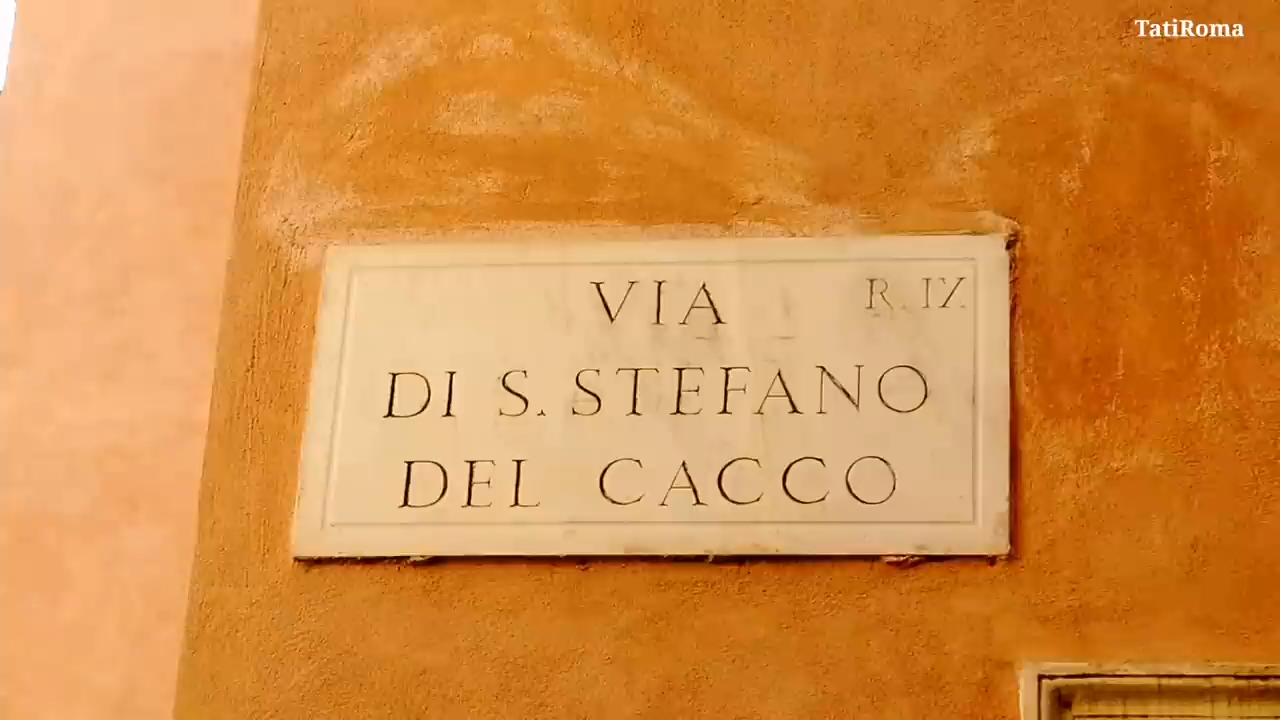 TatiRoma
VIA R. IX
DI S. STEFANO
DEL CACCO